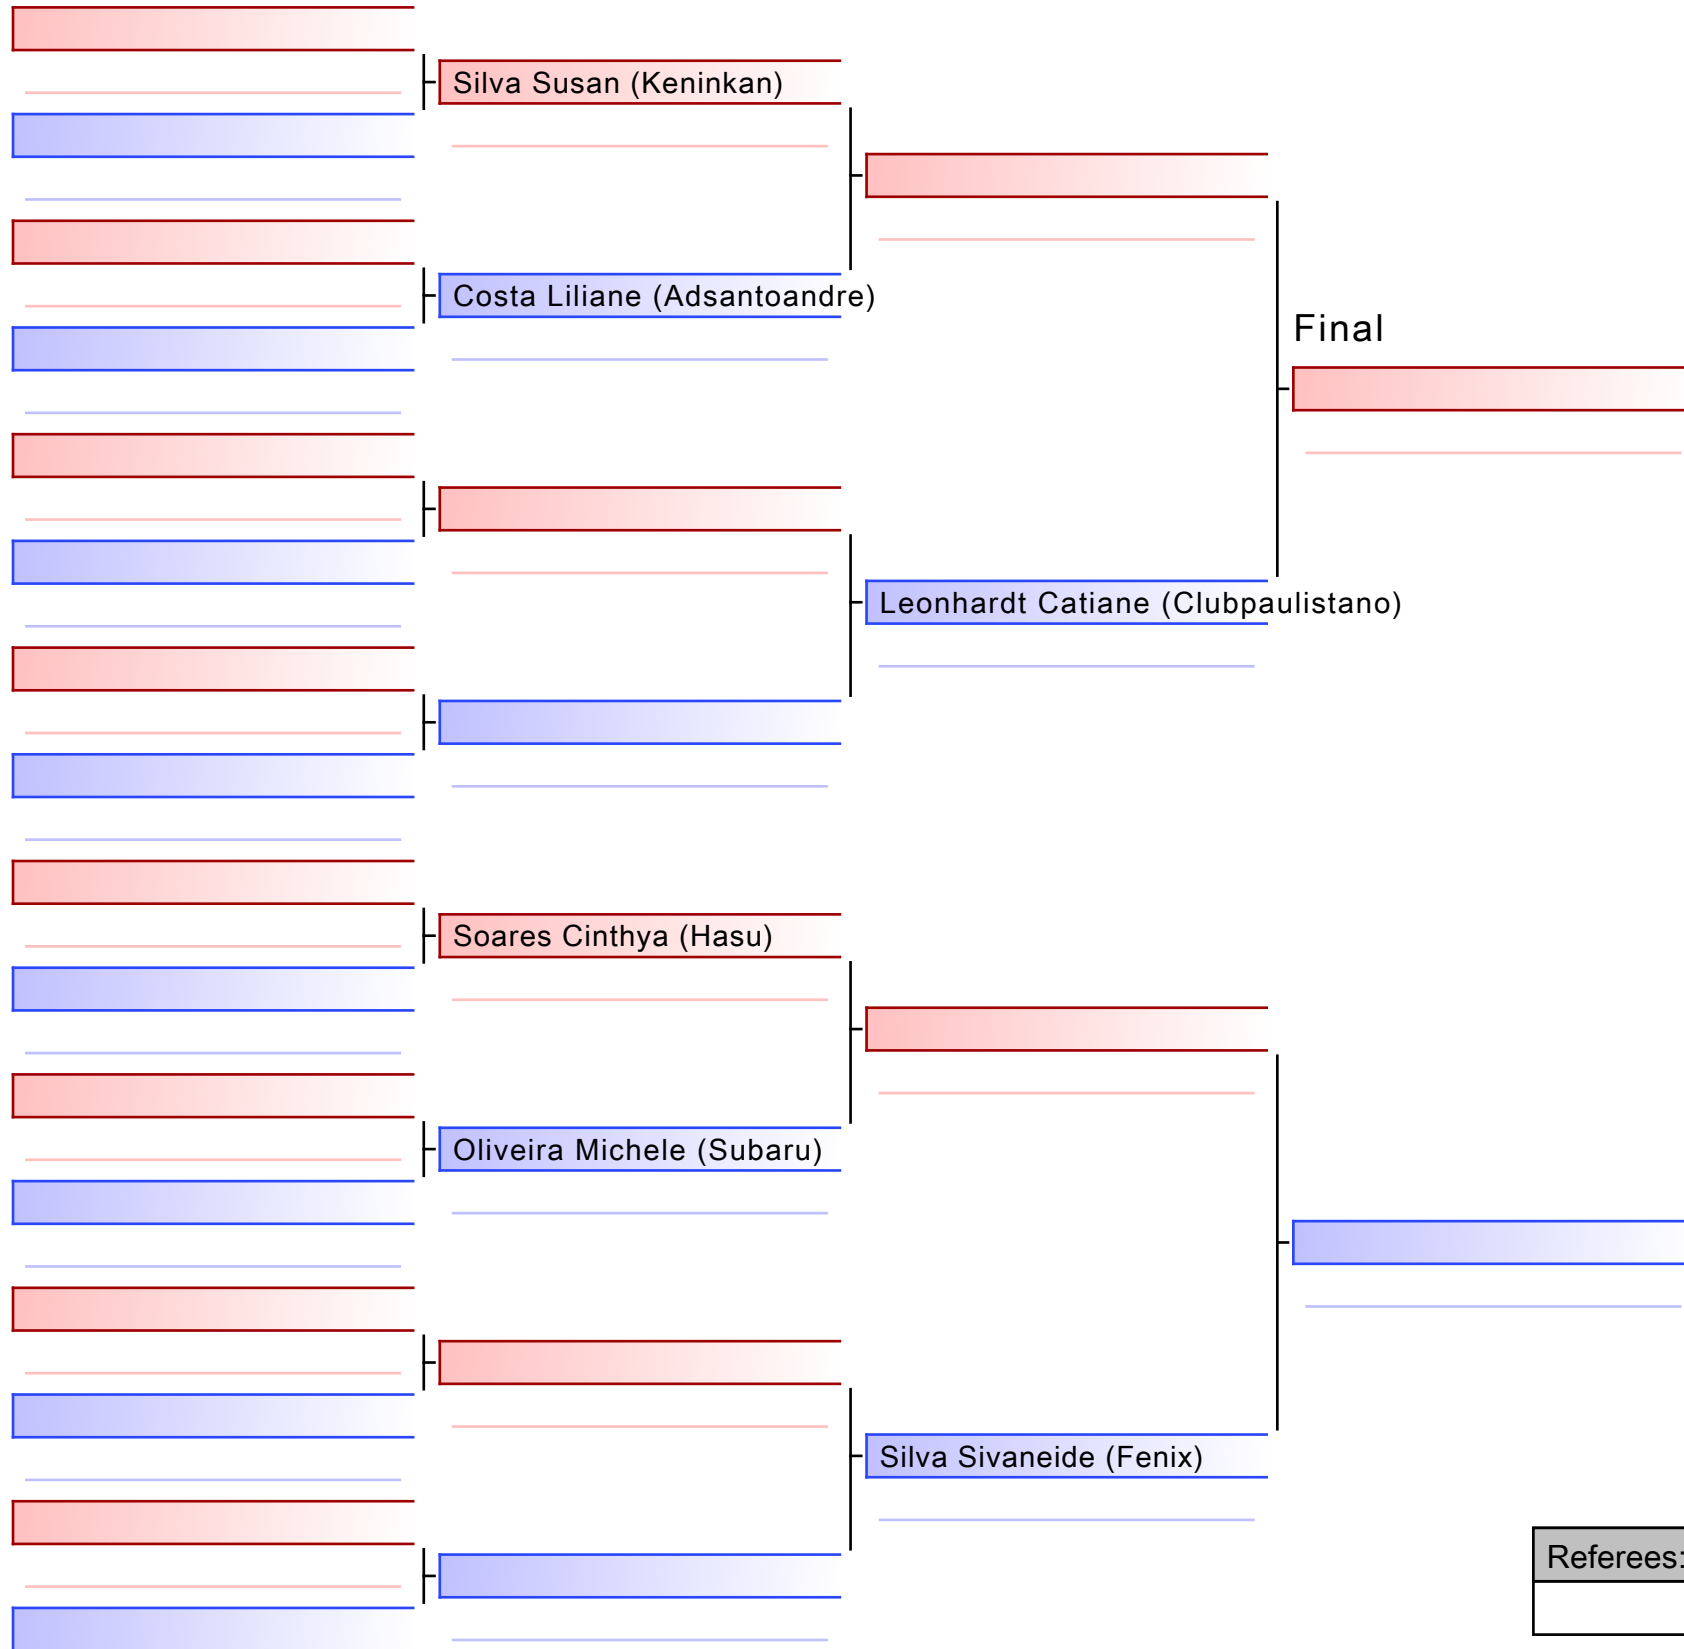 Silva Susan (Keninkan)
Costa Liliane (Adsantoandre)
Final
Leonhardt Catiane (Clubpaulistano)
Soares Cinthya (Hasu)
Oliveira Michele (Subaru)
Silva Sivaneide (Fenix)
Referees: